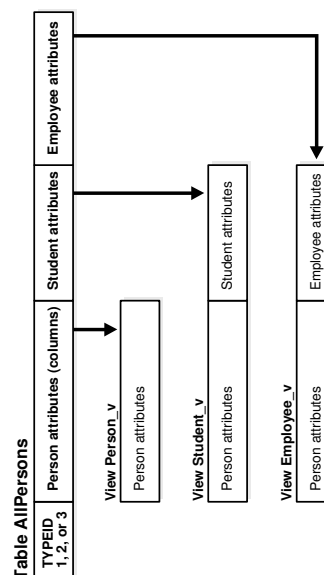 Table AllPersons
TYPEID
1, 2, or 3
Person attributes (columns)
Student attributes
Employee attributes
View Person_v
Person attributes
View Student_v
Person attributes
Student attributes
View Employee_v
Person attributes
Employee attributes